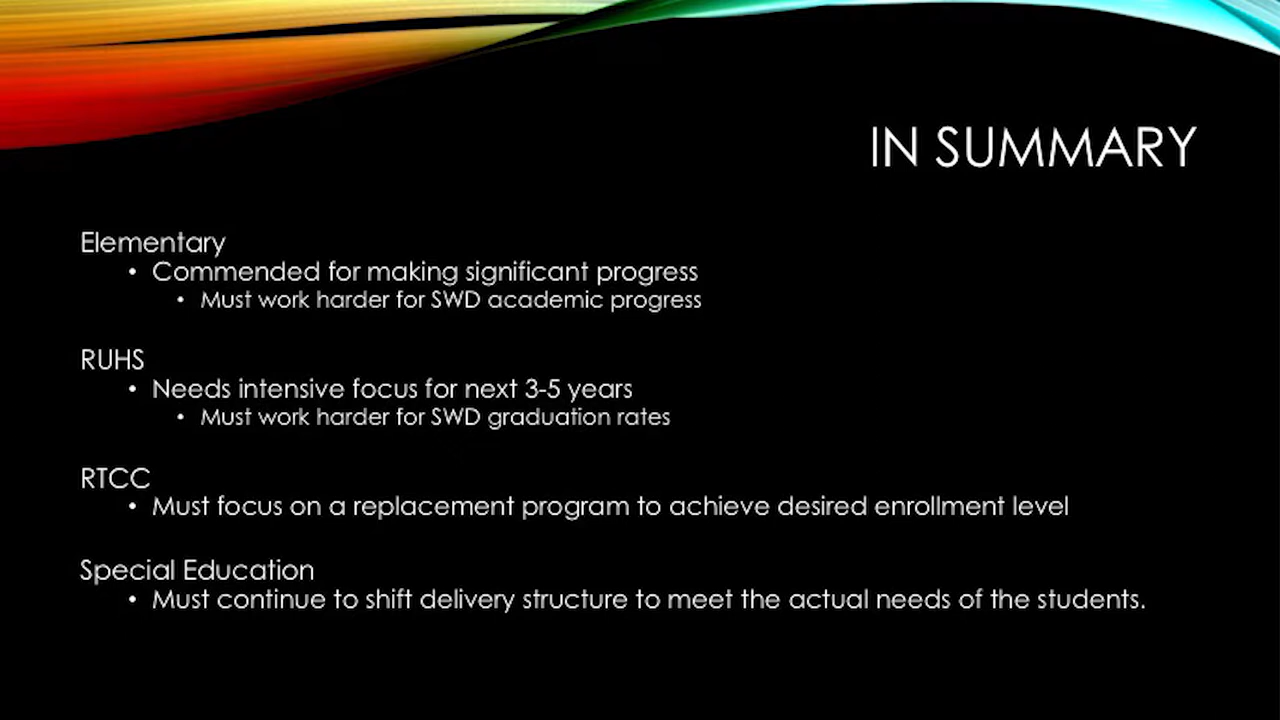 IN SUMMARY
Elementary
• Commended for making significant progress
• Must work harder for SWD academic progress
RUHS
• Needs intensive focus for next 3-5 years
• Must work harder for SWD graduation rates
RTCC
• Must focus on a replacement program to achieve desired enrollment level
Special Education
• Must continue to shift delivery structure to meet the actual needs of the students.